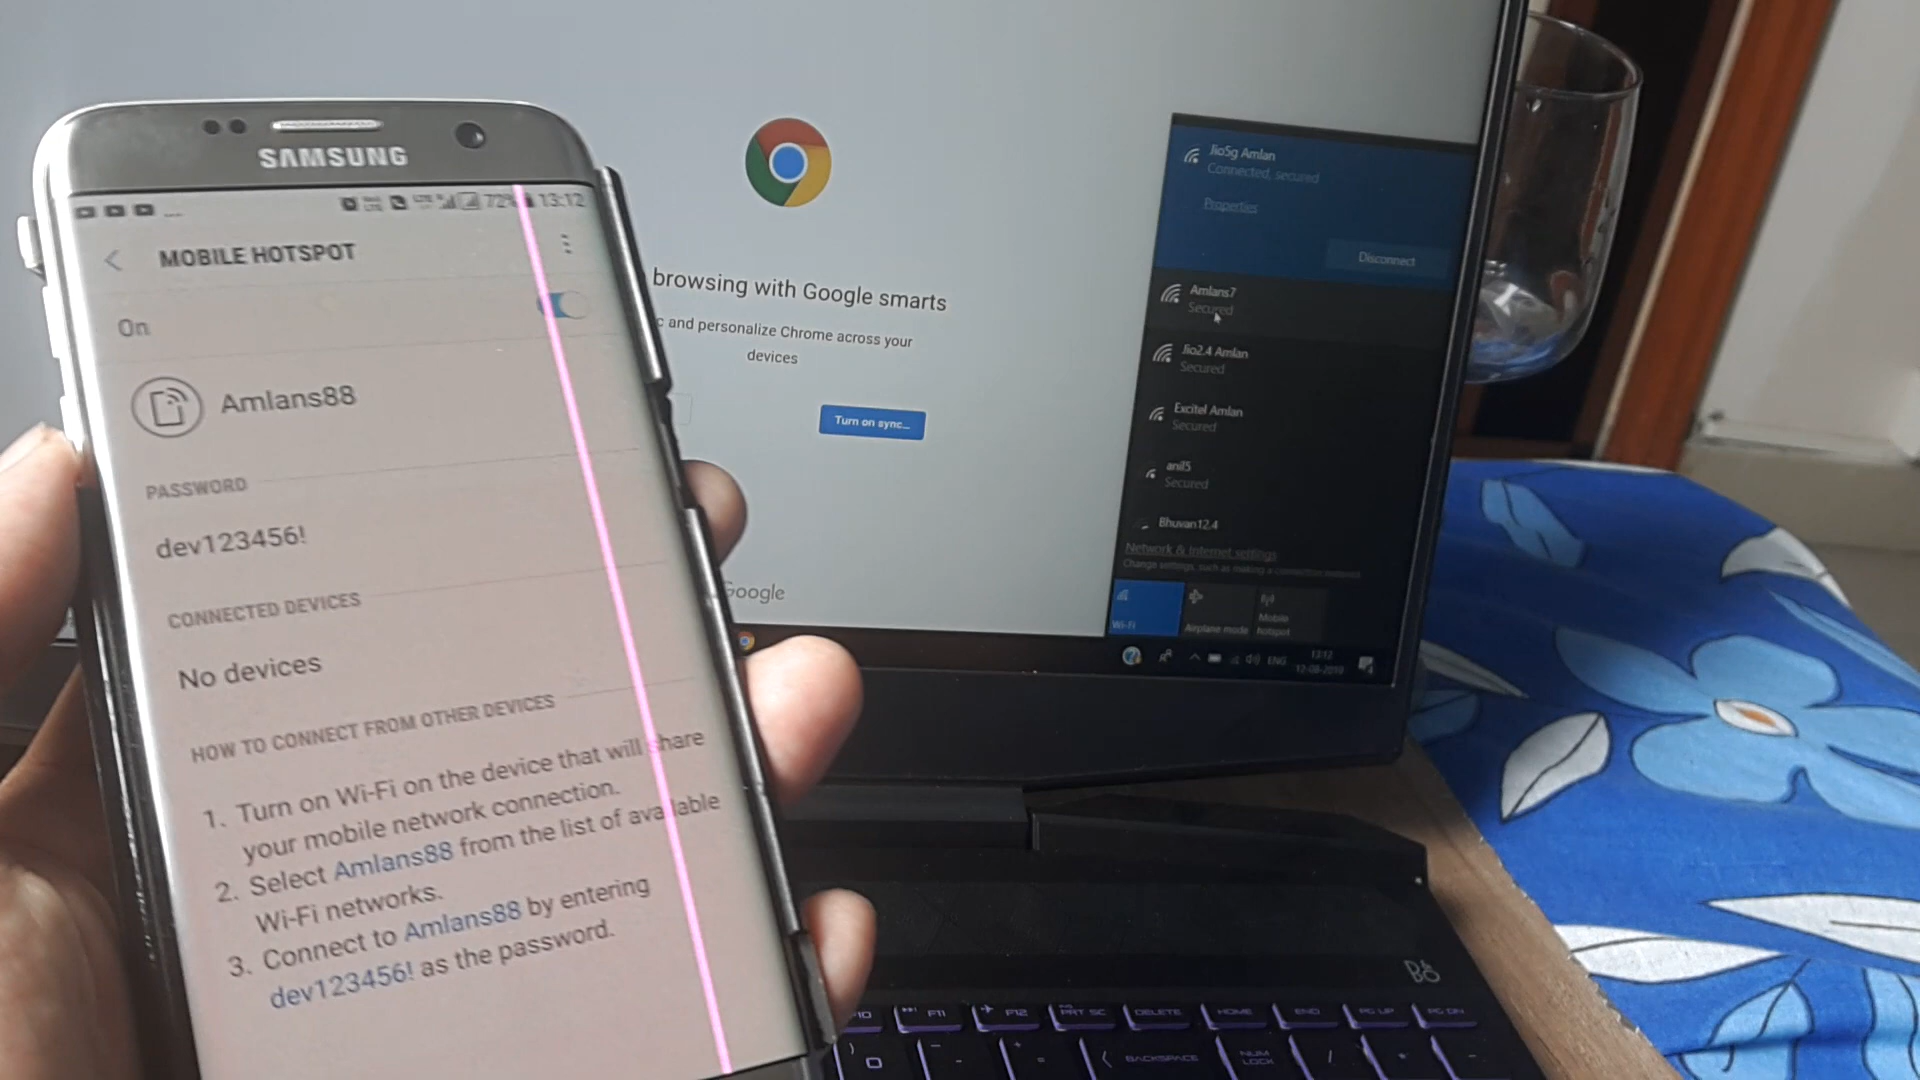 SAMSUNG
72% 13:12
MOBILE HOTSPOT
On
Amlans88
PASSWORD
dev123456!
CONNECTED DEVICES
No devices
HOW TO CONNECT FROM OTHER DEVICES
1. Turn on Wi-Fi on the device that will share
your mobile network connection.
2. Select Amlans88 from the list of available
Wi-Fi networks.
3. Connect to Amlans88 by entering
dev123456! as the password.
browsing with Google smarts
c and personalize Chrome across your
devices
Turn on sync...
Google
Jio5g Amlan
Connected, secured
Properties
Disconnect
Amlans7
Secured
Jio2.4 Amlan
Secured
Excitel Amlan
Secured
anil5
Secured
Bhuvan12.4
Network & Internet settings
Change settings, such as making a connection metered.
Wi-Fi
Airplane mode
Mobile
hotspot
ENG
13:12
12-08-2019
B&O
F10 F11 F12 PRT SC DELETE HOME END PG UP PG DN
) 0 _ - + = BACKSPACE NUM
LOCK / * -